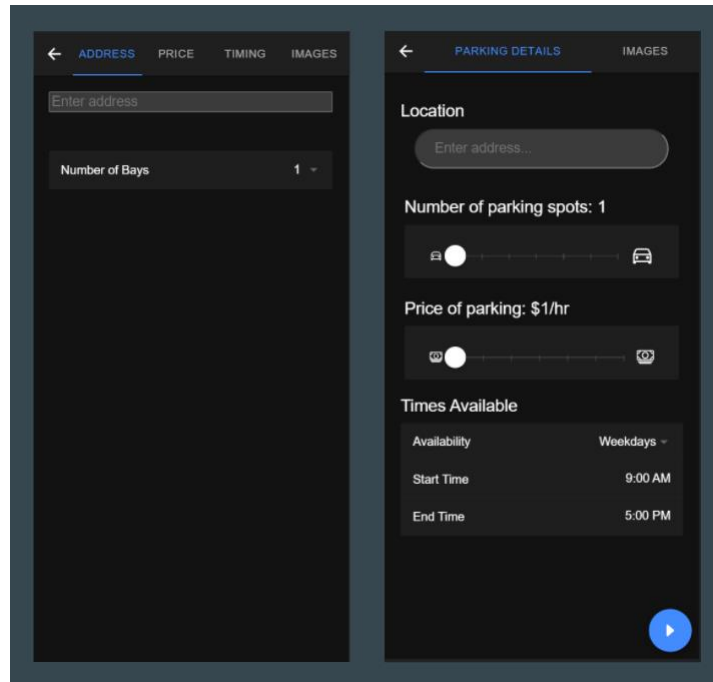 ADDRESS PRICE TIMING IMAGES
Enter address
Number of Bays 1
PARKING DETAILS IMAGES
Location
Enter address...
Number of parking spots: 1
Price of parking: $1/hr
Times Available
Availability Weekdays
Start Time 9:00 AM
End Time 5:00 PM